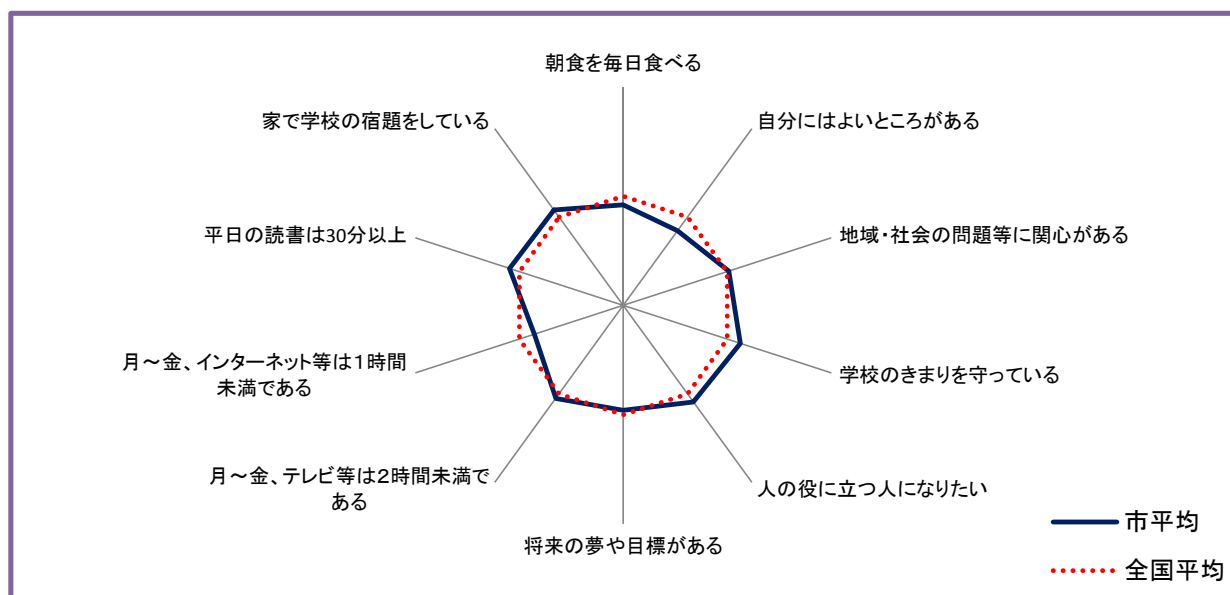 朝食を毎日食べる
自分にはよいところがある
地域・社会の問題等に関心がある
学校のきまりを守っている
人の役に立つ人になりたい
将来の夢や目標がある
月～金、テレビ等は２時間未満で
ある
月～金、インターネット等は１時間
未満である
平日の読書は30分以上
家で学校の宿題をしている
市平均
全国平均